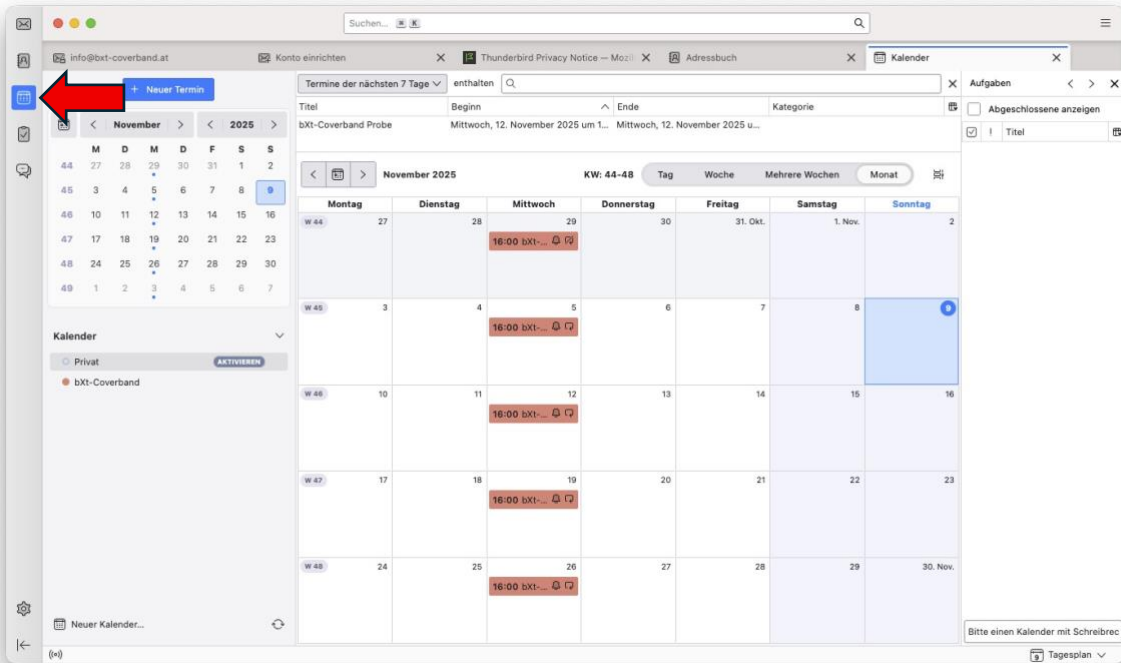 Suchen... ⌘ K
info@bxt-coverband.at
Konto einrichten
Thunderbird Privacy Notice — Mozil
Adressbuch
Kalender
+ Neuer Termin
November 2025
M D M D F S S
44 27 28 29 30 31 1 2
45 3 4 5 6 7 8 9
46 10 11 12 13 14 15 16
47 17 18 19 20 21 22 23
48 24 25 26 27 28 29 30
49 1 2 3 4 5 6 7
Kalender
Privat AKTIVIEREN
bXt-Coverband
Neuer Kalender...
Termine der nächsten 7 Tage enthalten
Titel Beginn Ende Kategorie
bXt-Coverband Probe Mittwoch, 12. November 2025 um 1... Mittwoch, 12. November 2025 u...
November 2025 KW: 44-48 Tag Woche Mehrere Wochen Monat
Montag Dienstag Mittwoch Donnerstag Freitag Samstag Sonntag
W 44 27 28 29 30 31. Okt. 1. Nov. 2
16:00 bXt-...
W 45 3 4 5 6 7 8 9
16:00 bXt-...
W 46 10 11 12 13 14 15 16
16:00 bXt-...
W 47 17 18 19 20 21 22 23
16:00 bXt-...
W 48 24 25 26 27 28 29 30. Nov.
16:00 bXt-...
Aufgaben
Abgeschlossene anzeigen
! Titel
Bitte einen Kalender mit Schreibrec
9 Tagesplan